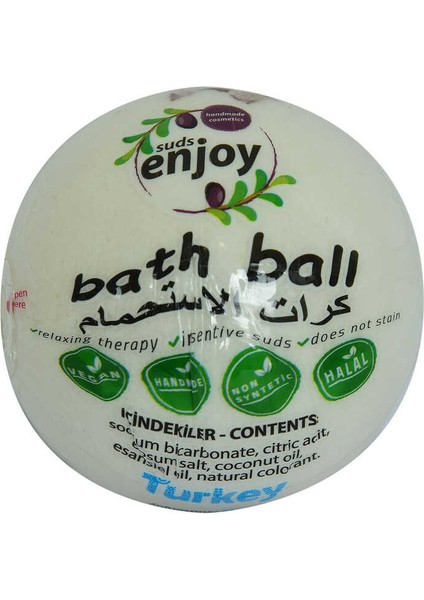 handmade
cosmetics
suds
enjoy
bath ball
كرات الاستحمام
✓relaxing therapy ✓insentive suds ✓does not stain
VEGAN
HANDMADE
NON
SYNTETIC
HALAL
İÇİNDEKİLER - CONTENTS:
sodium bicarbonate, citric acit,
epsum salt, coconut oil,
esansiel oil, natural colorant.
Turkey